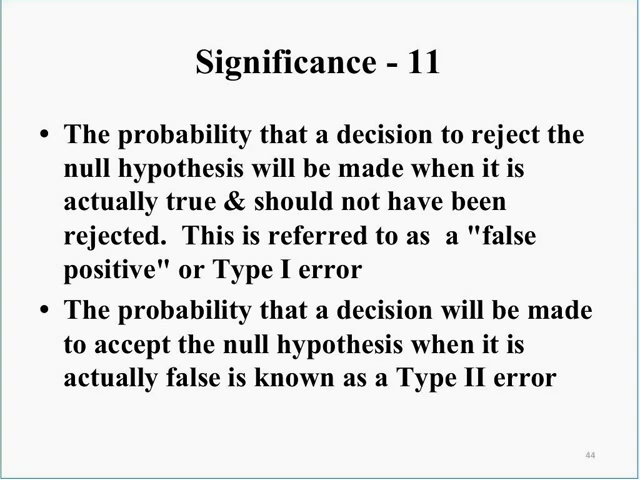 Significance - 11
• The probability that a decision to reject the
null hypothesis will be made when it is
actually true & should not have been
rejected.  This is referred to as  a "false
positive" or Type I error
• The probability that a decision will be made
to accept the null hypothesis when it is
actually false is known as a Type II error
44